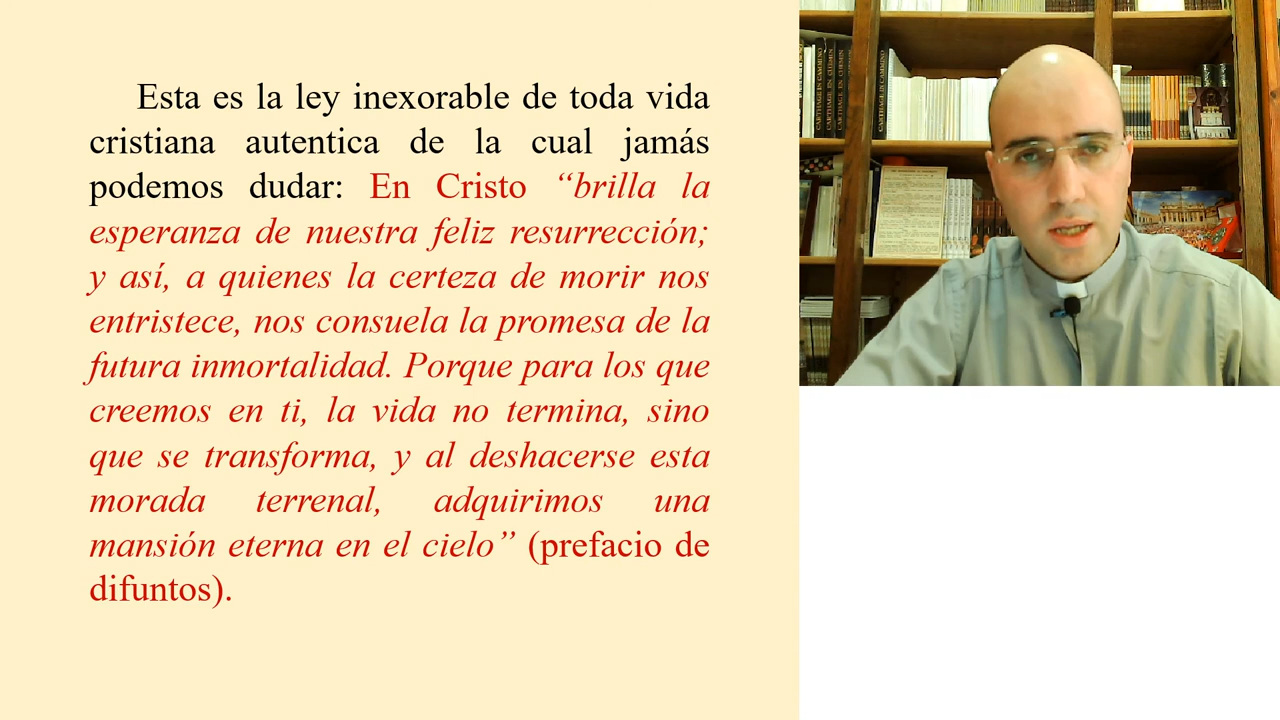 Esta es la ley inexorable de toda vida
cristiana autentica de la cual jamás
podemos dudar: En Cristo “brilla la
esperanza de nuestra feliz resurrección;
y así, a quienes la certeza de morir nos
entristece, nos consuela la promesa de la
futura inmortalidad. Porque para los que
creemos en ti, la vida no termina, sino
que se transforma, y al deshacerse esta
morada terrenal, adquirimos una
mansión eterna en el cielo” (prefacio de
difuntos).
CARTHAGE IN CAMMINO